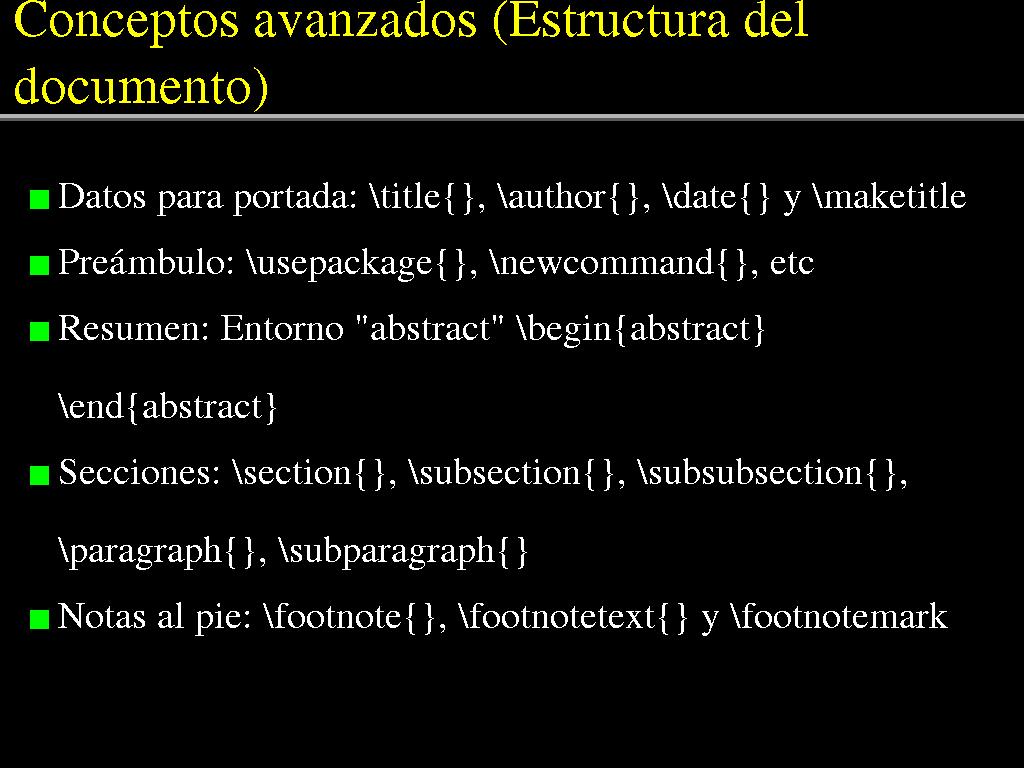 Conceptos avanzados (Estructura del
documento)
Datos para portada: \title{}, \author{}, \date{} y \maketitle
Preámbulo: \usepackage{}, \newcommand{}, etc
Resumen: Entorno "abstract" \begin{abstract}
\end{abstract}
Secciones: \section{}, \subsection{}, \subsubsection{},
\paragraph{}, \subparagraph{}
Notas al pie: \footnote{}, \footnotetext{} y \footnotemark